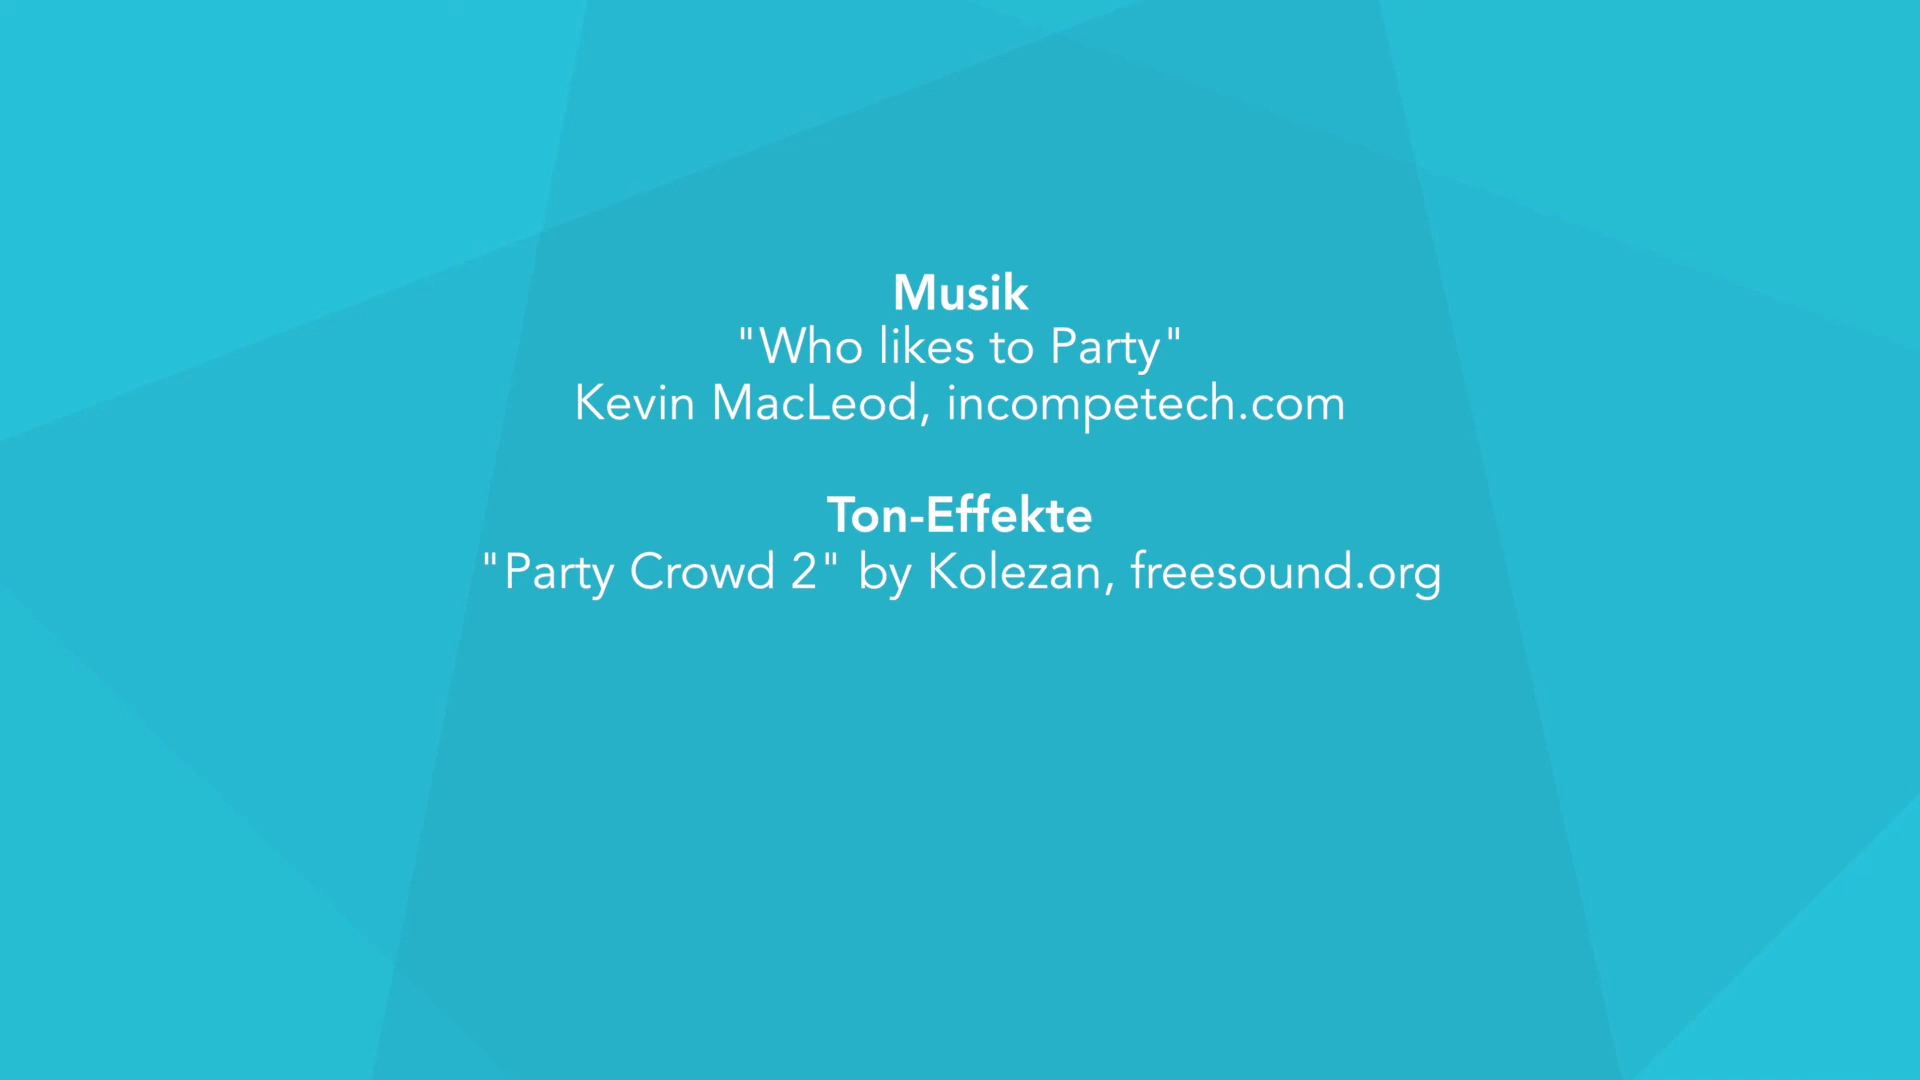 Musik
"Who likes to Party"
Kevin MacLeod, incompetech.com
Ton-Effekte
"Party Crowd 2" by Kolezan, freesound.org